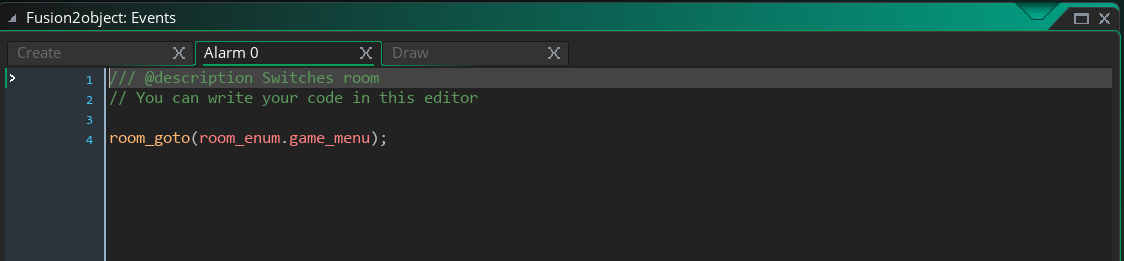 Fusion2object: Events
Create Alarm 0 Draw
1 /// @description Switches room
2 // You can write your code in this editor
3
4 room_goto(room_enum.game_menu);